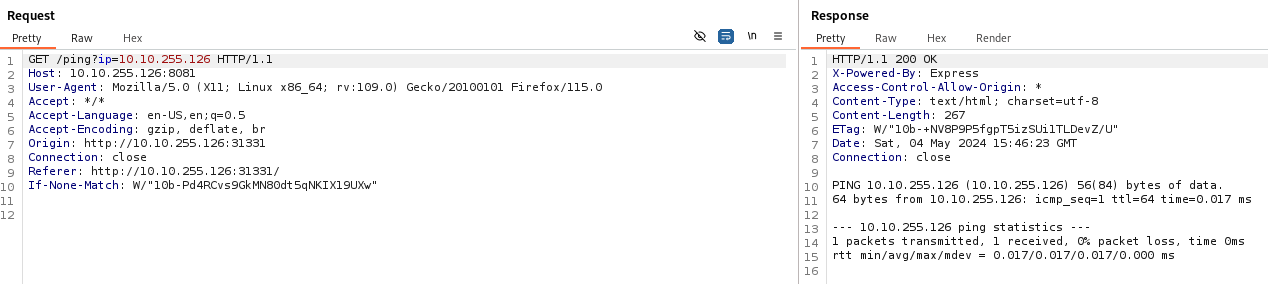 Request
Pretty Raw Hex
\n
1 GET /ping?ip=10.10.255.126 HTTP/1.1
2 Host: 10.10.255.126:8081
3 User-Agent: Mozilla/5.0 (X11; Linux x86_64; rv:109.0) Gecko/20100101 Firefox/115.0
4 Accept: */*
5 Accept-Language: en-US,en;q=0.5
6 Accept-Encoding: gzip, deflate, br
7 Origin: http://10.10.255.126:31331
8 Connection: close
9 Referer: http://10.10.255.126:31331/
10 If-None-Match: W/"10b-Pd4RCvs9GkMN80dt5qNKIX19UXw"
11
12
Response
Pretty Raw Hex Render
1 HTTP/1.1 200 OK
2 X-Powered-By: Express
3 Access-Control-Allow-Origin: *
4 Content-Type: text/html; charset=utf-8
5 Content-Length: 267
6 ETag: W/"10b-+NV8P9P5fgpT5izSUi1TLDevZ/U"
7 Date: Sat, 04 May 2024 15:46:23 GMT
8 Connection: close
9
10 PING 10.10.255.126 (10.10.255.126) 56(84) bytes of data.
11 64 bytes from 10.10.255.126: icmp_seq=1 ttl=64 time=0.017 ms
12
13 --- 10.10.255.126 ping statistics ---
14 1 packets transmitted, 1 received, 0% packet loss, time 0ms
15 rtt min/avg/max/mdev = 0.017/0.017/0.017/0.000 ms
16